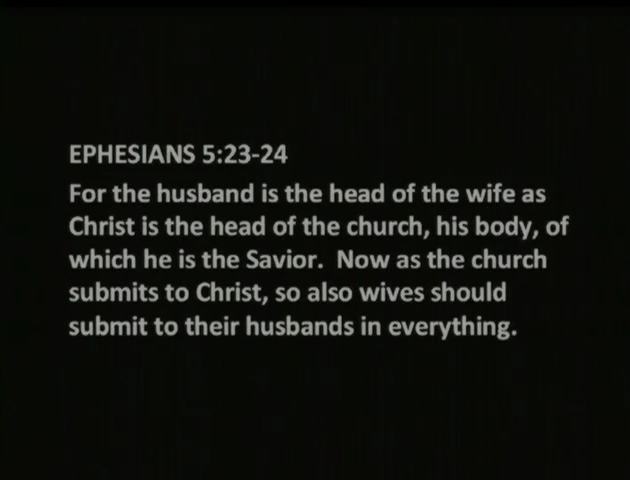 EPHESIANS 5:23-24
For the husband is the head of the wife as
Christ is the head of the church, his body, of
which he is the Savior.  Now as the church
submits to Christ, so also wives should
submit to their husbands in everything.